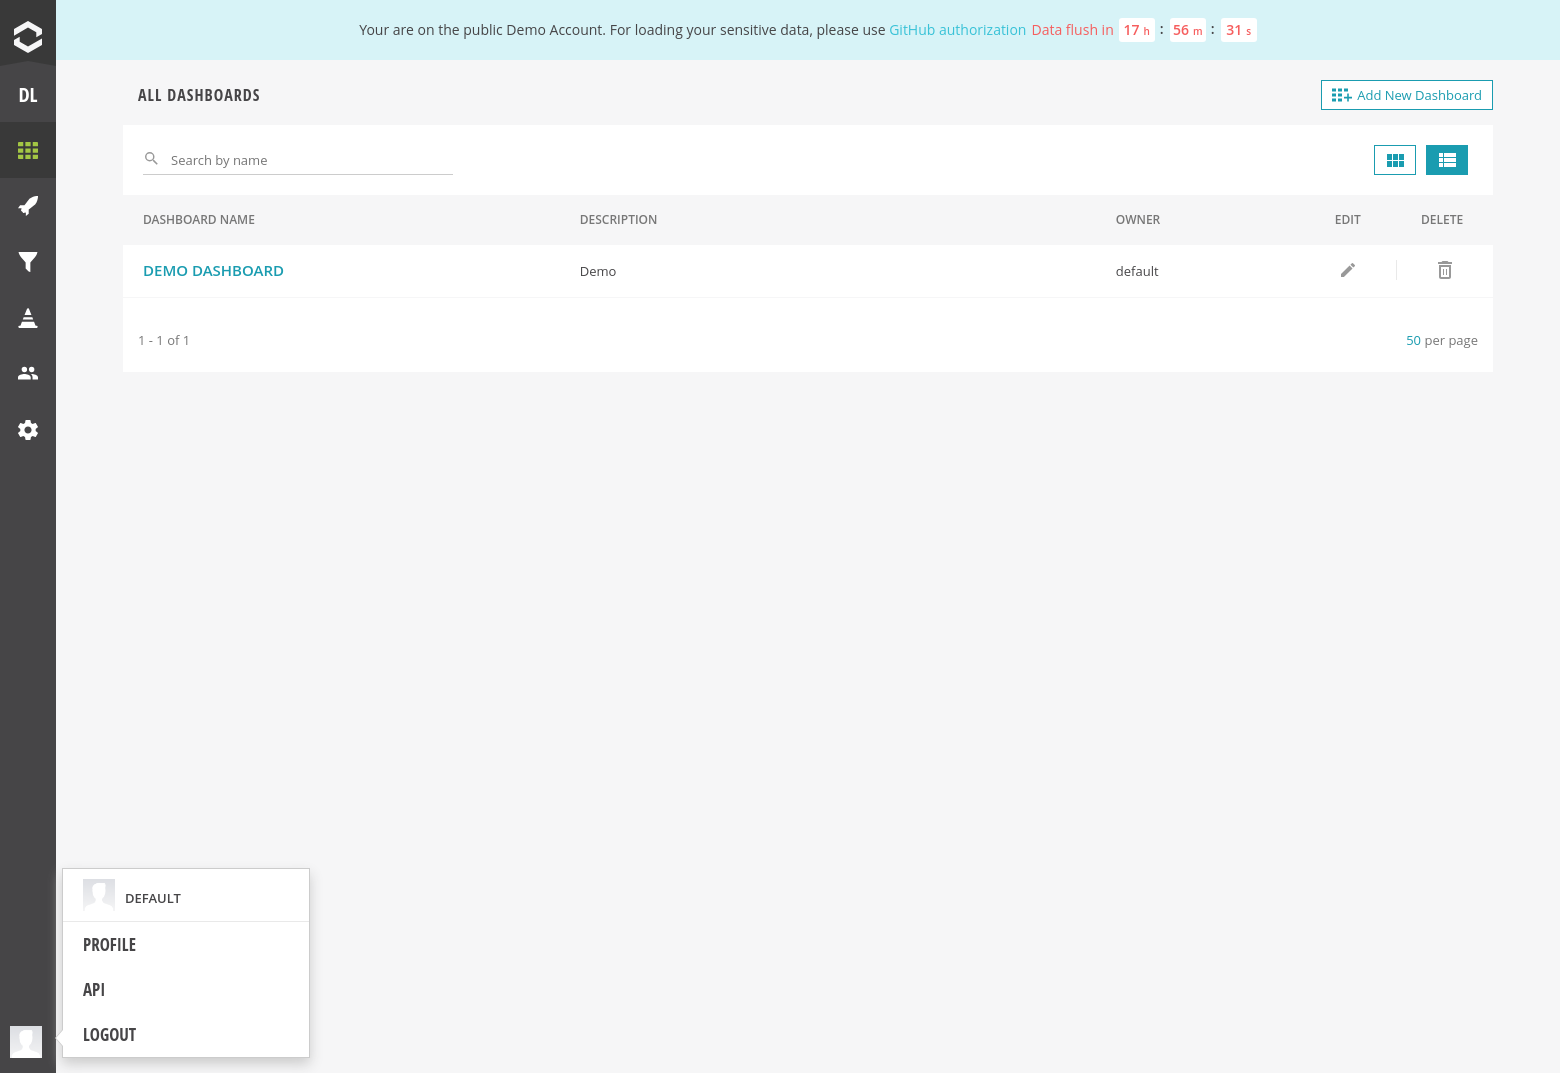 Your are on the public Demo Account. For loading your sensitive data, please use GitHub authorization Data flush in 17 h : 56 m : 31 s
DL
ALL DASHBOARDS
Add New Dashboard
Search by name
DASHBOARD NAME DESCRIPTION OWNER EDIT DELETE
DEMO DASHBOARD Demo default
1 - 1 of 1 50 per page
DEFAULT
PROFILE
API
LOGOUT